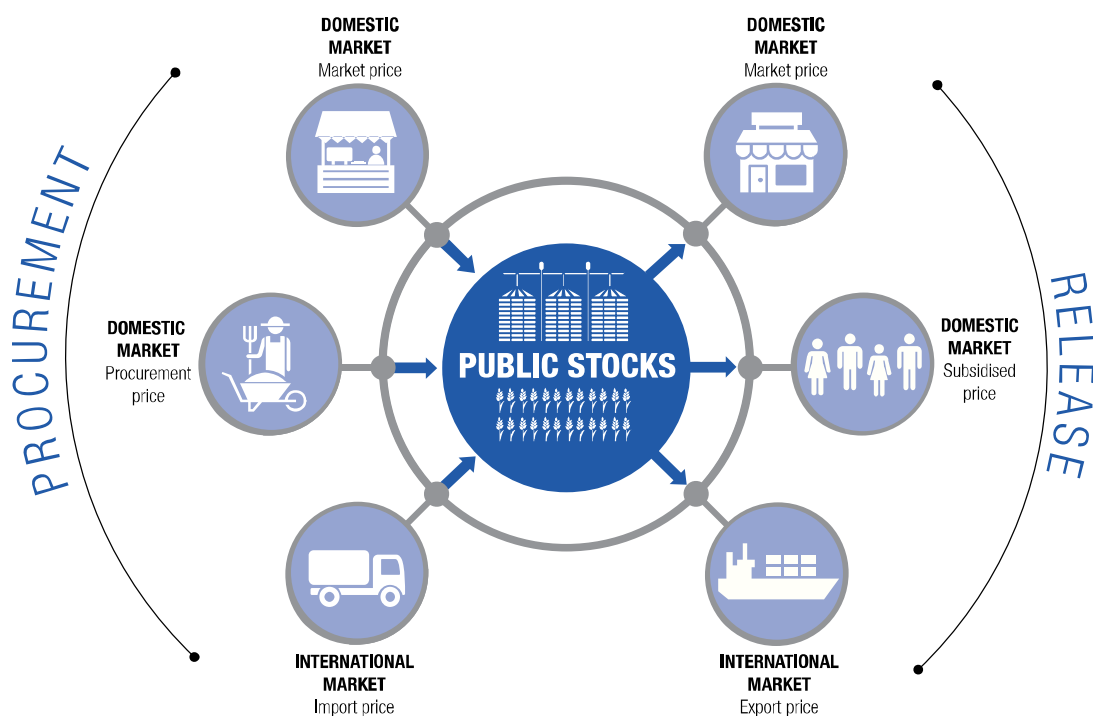 PROCUREMENT
DOMESTIC
MARKET
Market price
DOMESTIC
MARKET
Procurement
price
INTERNATIONAL
MARKET
Import price
PUBLIC STOCKS
DOMESTIC
MARKET
Market price
DOMESTIC
MARKET
Subsidised
price
INTERNATIONAL
MARKET
Export price
RELEASE